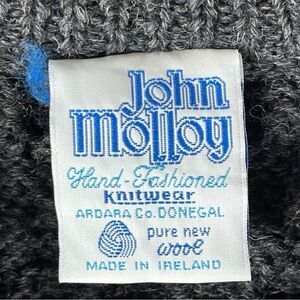 John
Molloy
Hand-Fashioned
Knitwear
ARDARA Co. DONEGAL
pure new
wool
MADE IN IRELAND